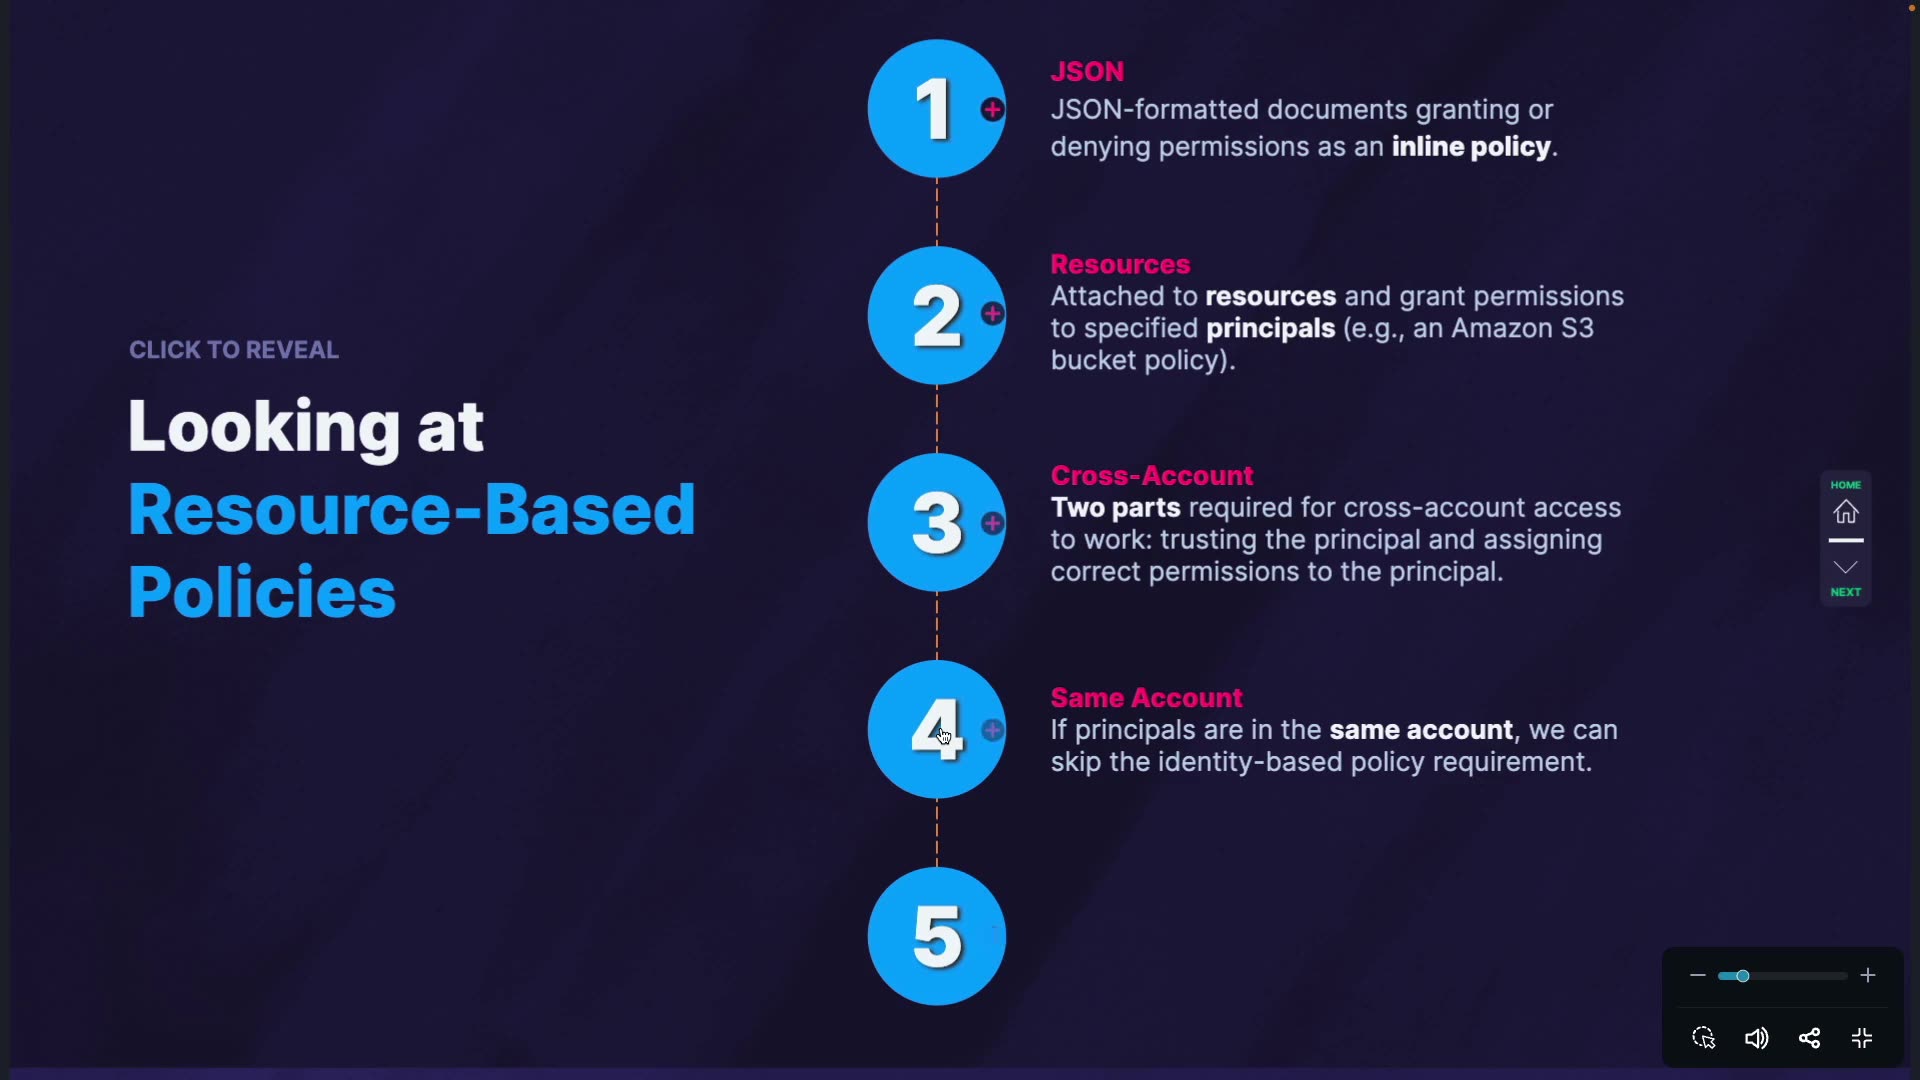 CLICK TO REVEAL
Looking at
Resource-Based
Policies
1
JSON
JSON-formatted documents granting or
denying permissions as an inline policy.
2
Resources
Attached to resources and grant permissions
to specified principals (e.g., an Amazon S3
bucket policy).
3
Cross-Account
Two parts required for cross-account access
to work: trusting the principal and assigning
correct permissions to the principal.
4
Same Account
If principals are in the same account, we can
skip the identity-based policy requirement.
5
HOME
NEXT